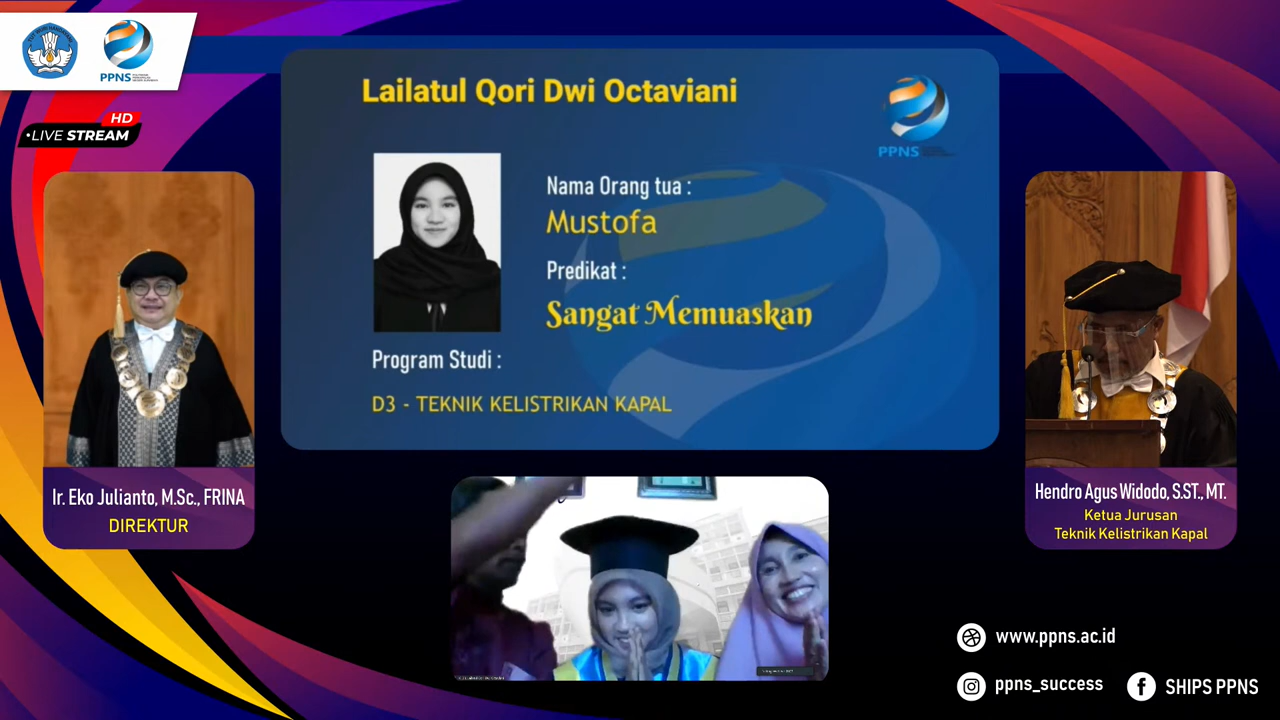 PPNS
HD
•LIVE STREAM
Lailatul Qori Dwi Octaviani
PPNS
Nama Orang tua :
Mustofa
Predikat :
Sangat Memuaskan
Program Studi :
D3 - TEKNIK KELISTRIKAN KAPAL
Ir. Eko Julianto, M.Sc., FRINA
DIREKTUR
Hendro Agus Widodo, S.ST., MT.
Ketua Jurusan
Teknik Kelistrikan Kapal
www.ppns.ac.id
ppns_success
SHIPS PPNS